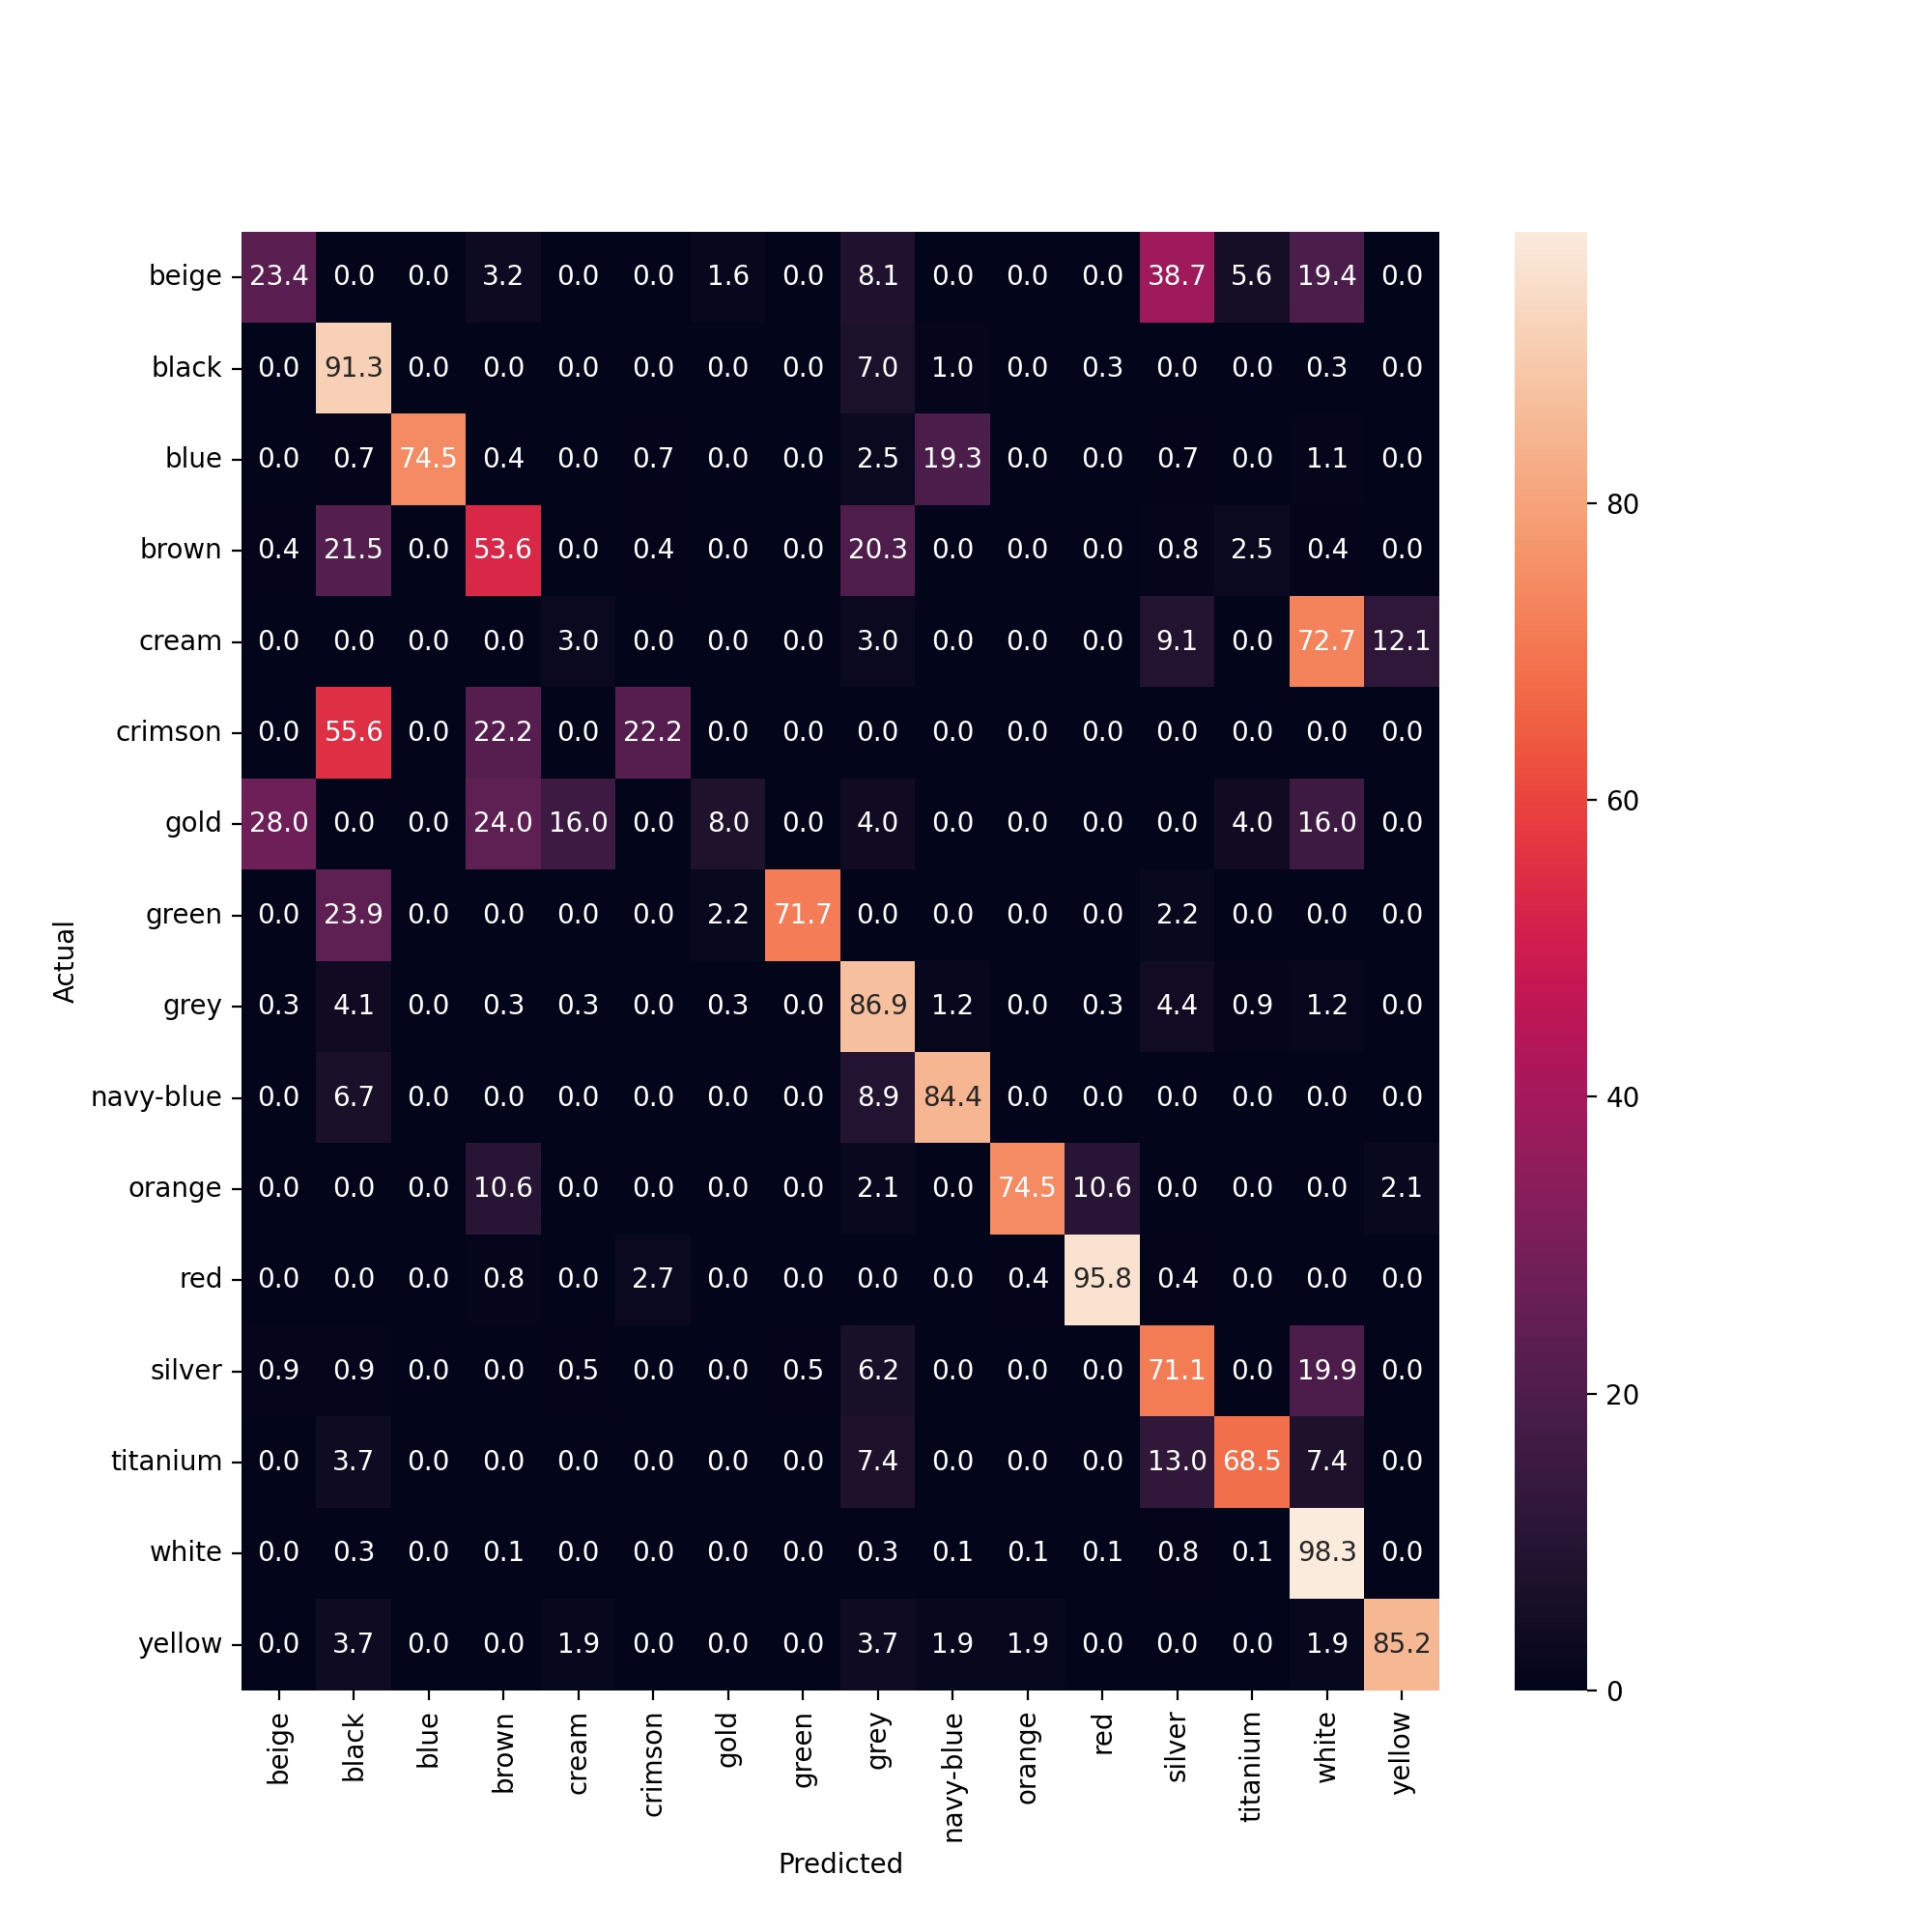 beige 23.4 0.0 0.0 3.2 0.0 0.0 1.6 0.0 8.1 0.0 0.0 0.0 38.7 5.6 19.4 0.0
black 0.0 91.3 0.0 0.0 0.0 0.0 0.0 0.0 7.0 1.0 0.0 0.3 0.0 0.0 0.3 0.0
blue 0.0 0.7 74.5 0.4 0.0 0.7 0.0 0.0 2.5 19.3 0.0 0.0 0.7 0.0 1.1 0.0
80
brown 0.4 21.5 0.0 53.6 0.0 0.4 0.0 0.0 20.3 0.0 0.0 0.0 0.8 2.5 0.4 0.0
cream 0.0 0.0 0.0 0.0 3.0 0.0 0.0 0.0 3.0 0.0 0.0 0.0 9.1 0.0 72.7 12.1
crimson 0.0 55.6 0.0 22.2 0.0 22.2 0.0 0.0 0.0 0.0 0.0 0.0 0.0 0.0 0.0 0.0
60
gold 28.0 0.0 0.0 24.0 16.0 0.0 8.0 0.0 4.0 0.0 0.0 0.0 0.0 4.0 16.0 0.0
green 0.0 23.9 0.0 0.0 0.0 0.0 2.2 71.7 0.0 0.0 0.0 0.0 2.2 0.0 0.0 0.0
Actual
grey 0.3 4.1 0.0 0.3 0.3 0.0 0.3 0.0 86.9 1.2 0.0 0.3 4.4 0.9 1.2 0.0
navy-blue 0.0 6.7 0.0 0.0 0.0 0.0 0.0 0.0 8.9 84.4 0.0 0.0 0.0 0.0 0.0 0.0
40
orange 0.0 0.0 0.0 10.6 0.0 0.0 0.0 0.0 2.1 0.0 74.5 10.6 0.0 0.0 0.0 2.1
red 0.0 0.0 0.0 0.8 0.0 2.7 0.0 0.0 0.0 0.0 0.4 95.8 0.4 0.0 0.0 0.0
silver 0.9 0.9 0.0 0.0 0.5 0.0 0.0 0.5 6.2 0.0 0.0 0.0 71.1 0.0 19.9 0.0
20
titanium 0.0 3.7 0.0 0.0 0.0 0.0 0.0 0.0 7.4 0.0 0.0 0.0 13.0 68.5 7.4 0.0
white 0.0 0.3 0.0 0.1 0.0 0.0 0.0 0.0 0.3 0.1 0.1 0.1 0.8 0.1 98.3 0.0
yellow 0.0 3.7 0.0 0.0 1.9 0.0 0.0 0.0 3.7 1.9 1.9 0.0 0.0 0.0 1.9 85.2
0
beige black blue brown cream crimson gold green grey navy-blue orange red silver titanium white yellow
Predicted